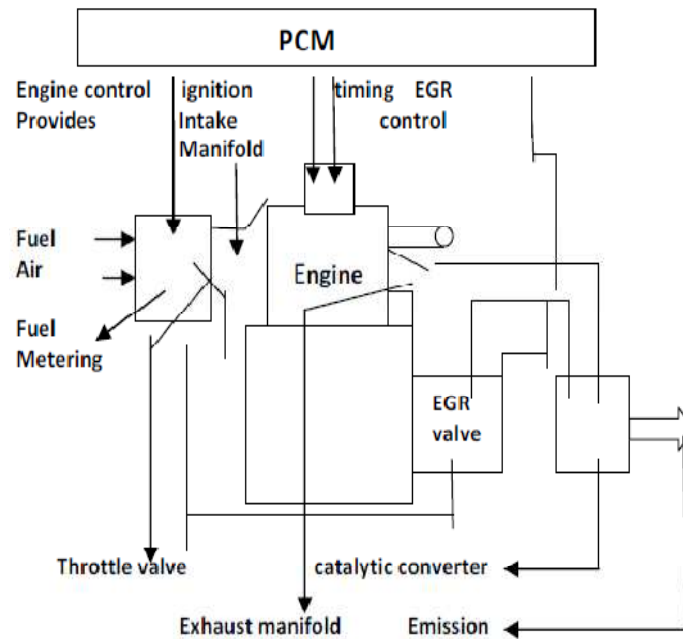 PCM
Engine control ignition timing EGR
Provides Intake control
Manifold
Fuel
Air
Engine
Fuel
Metering
EGR
valve
Throttle valve catalytic converter
Exhaust manifold Emission